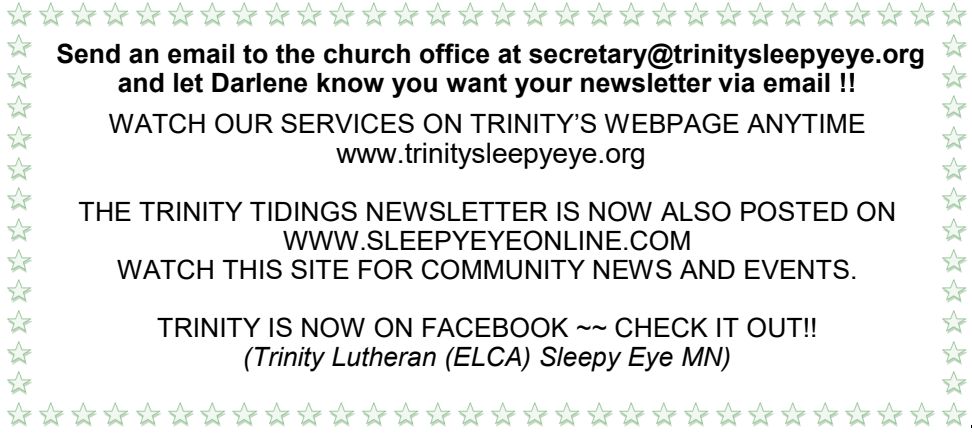 Send an email to the church office at secretary@trinitysleepyeye.org
and let Darlene know you want your newsletter via email !!
WATCH OUR SERVICES ON TRINITY’S WEBPAGE ANYTIME
www.trinitysleepyeye.org
THE TRINITY TIDINGS NEWSLETTER IS NOW ALSO POSTED ON
WWW.SLEEPYEYEONLINE.COM
WATCH THIS SITE FOR COMMUNITY NEWS AND EVENTS.
TRINITY IS NOW ON FACEBOOK ~~ CHECK IT OUT!!
(Trinity Lutheran (ELCA) Sleepy Eye MN)